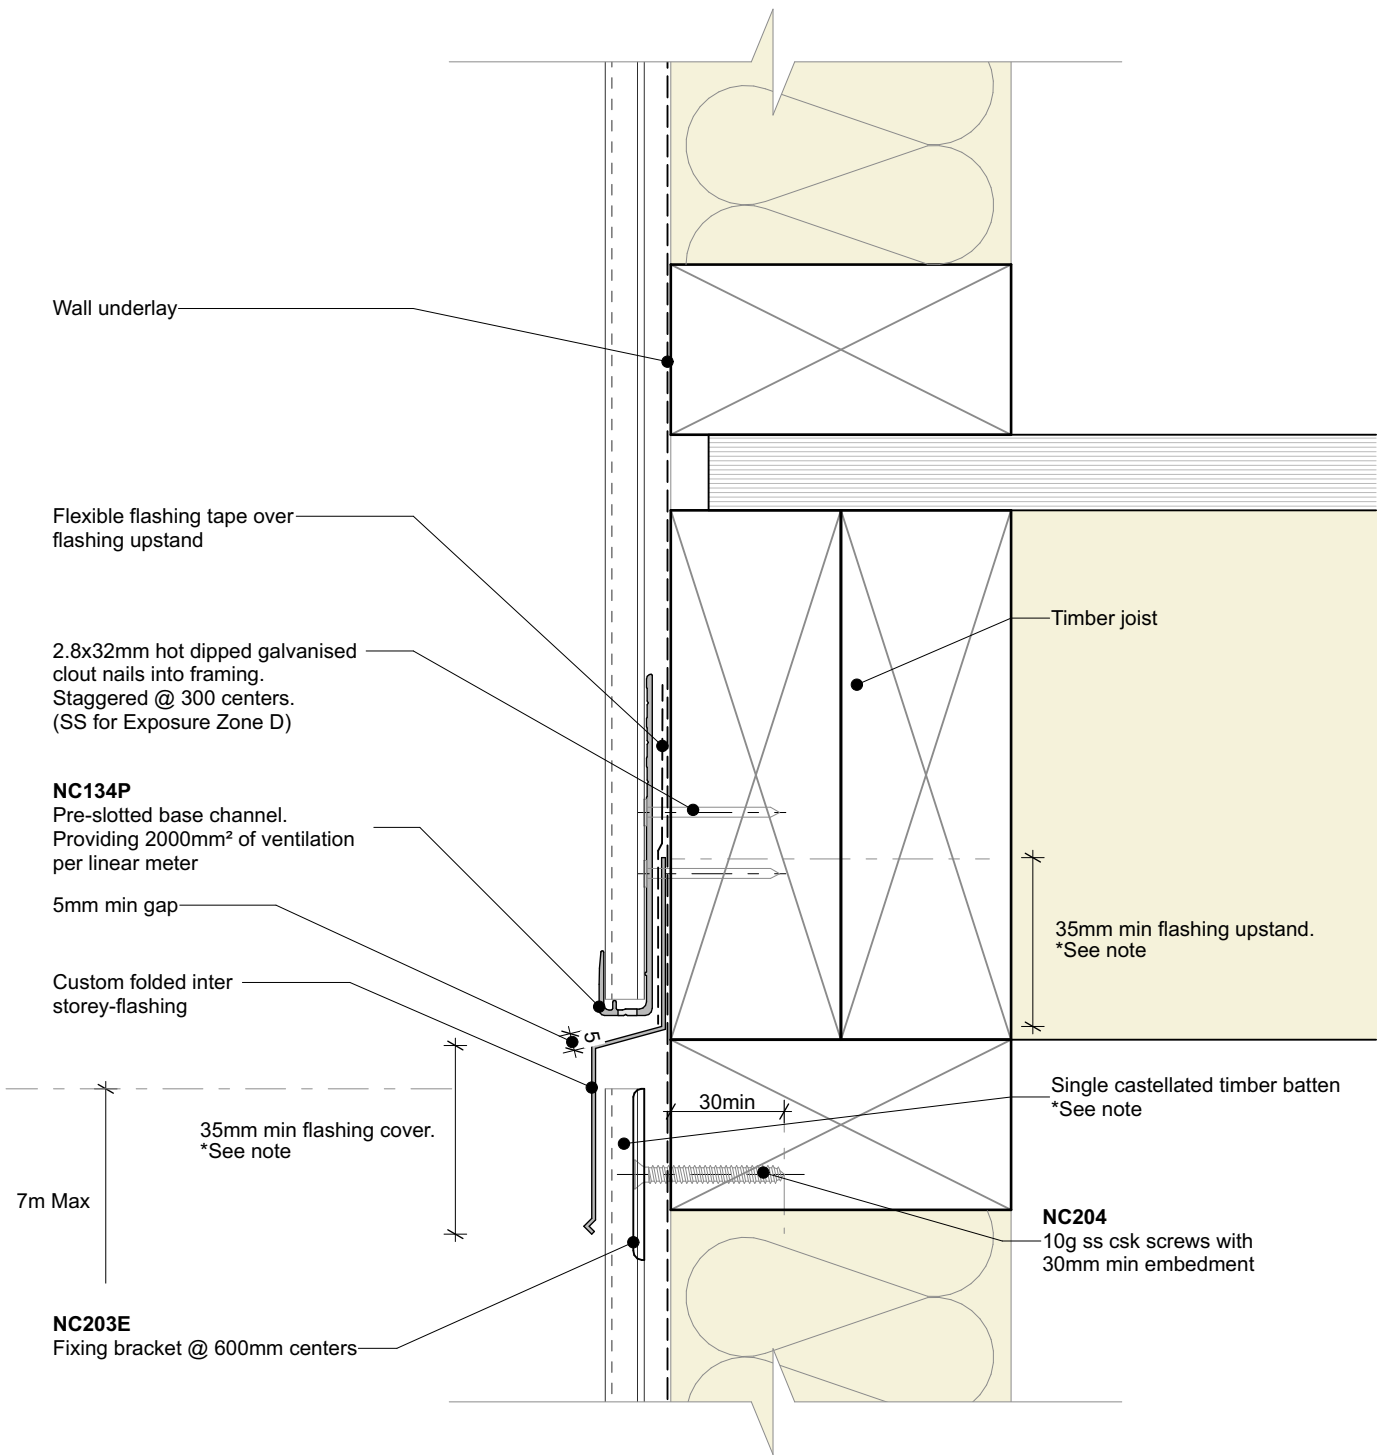 Wall underlay
Flexible flashing tape over
flashing upstand
Timber joist
2.8x32mm hot dipped galvanised
clout nails into framing.
Staggered @ 300 centers.
(SS for Exposure Zone D)
NC134P
Pre-slotted base channel.
Providing 2000mm² of ventilation
per linear meter
5mm min gap
35mm min flashing upstand.
*See note
Custom folded inter
storey-flashing
5
Single castellated timber batten
*See note
30min
35mm min flashing cover.
*See note
7m Max
NC204
10g ss csk screws with
30mm min embedment
NC203E
Fixing bracket @ 600mm centers